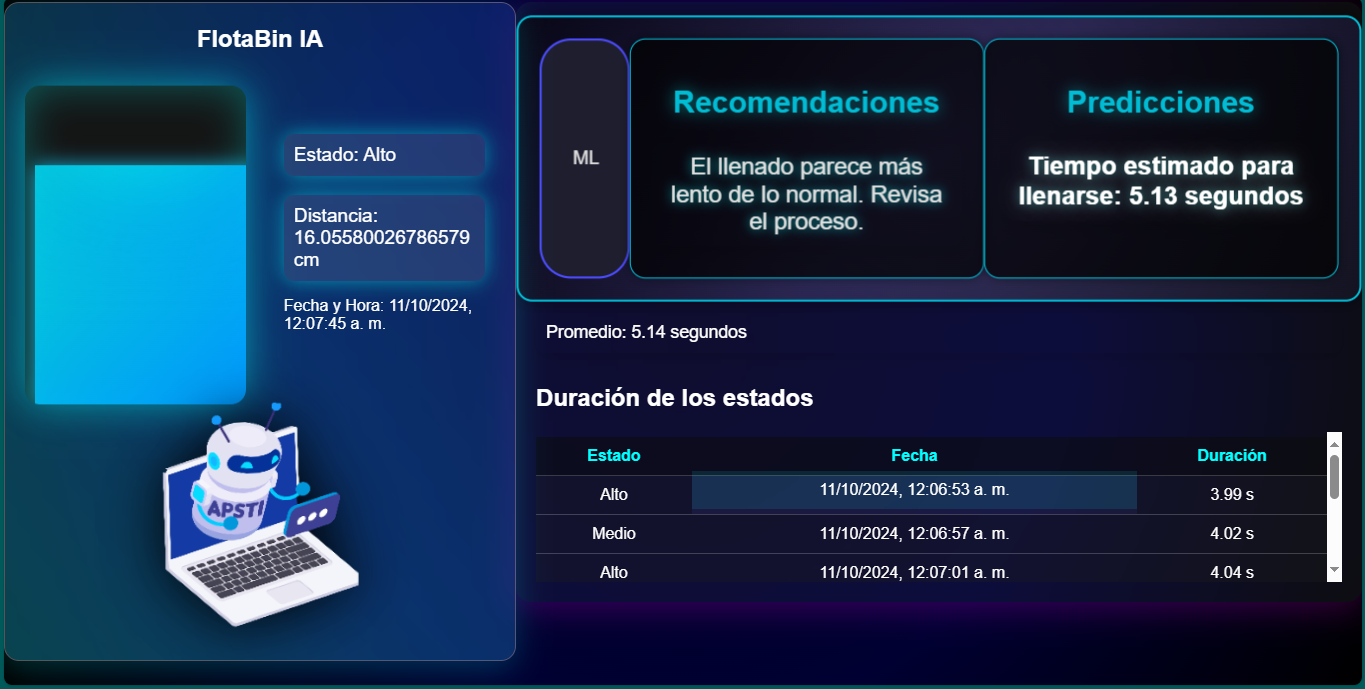 FlotaBin IA
Estado: Alto
Distancia:
16.05580026786579
cm
Fecha y Hora: 11/10/2024,
12:07:45 a. m.
APSTI
ML
Recomendaciones
El llenado parece más
lento de lo normal. Revisa
el proceso.
Predicciones
Tiempo estimado para
llenarse: 5.13 segundos
Promedio: 5.14 segundos
Duración de los estados
Estado Fecha Duración
Alto 11/10/2024, 12:06:53 a. m. 3.99 s
Medio 11/10/2024, 12:06:57 a. m. 4.02 s
Alto 11/10/2024, 12:07:01 a. m. 4.04 s